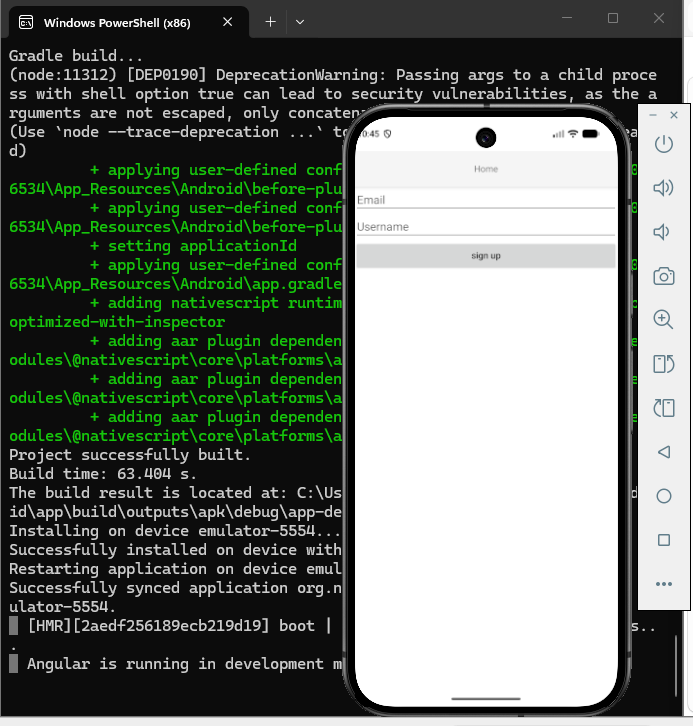 Windows PowerShell (x86)
Gradle build...
(node:11312) [DEP0190] DeprecationWarning: Passing args to a child proce
ss with shell option true can lead to security vulnerabilities, as the a
rguments are not escaped, only concate
(Use `node --trace-deprecation ...` to
d)
+ applying user-defined conf
6534\App_Resources\Android\before-plu
+ applying user-defined conf
6534\App_Resources\Android\before-plu
+ setting applicationId
+ applying user-defined conf
6534\App_Resources\Android\app.gradle
+ adding nativescript runtim
optimized-with-inspector
+ adding aar plugin dependen
odules\@nativescript\core\platforms\a
+ adding aar plugin dependen
odules\@nativescript\core\platforms\a
+ adding aar plugin dependen
odules\@nativescript\core\platforms\a
Project successfully built.
Build time: 63.404 s.
The build result is located at: C:\Us
id\app\build\outputs\apk\debug\app-de
Installing on device emulator-5554...
Successfully installed on device with
Restarting application on device emul
Successfully synced application org.n
ulator-5554.
[HMR][2aedf256189ecb219d19] boot | s..
.
Angular is running in development m
0:45
Home
Email
Username
sign up